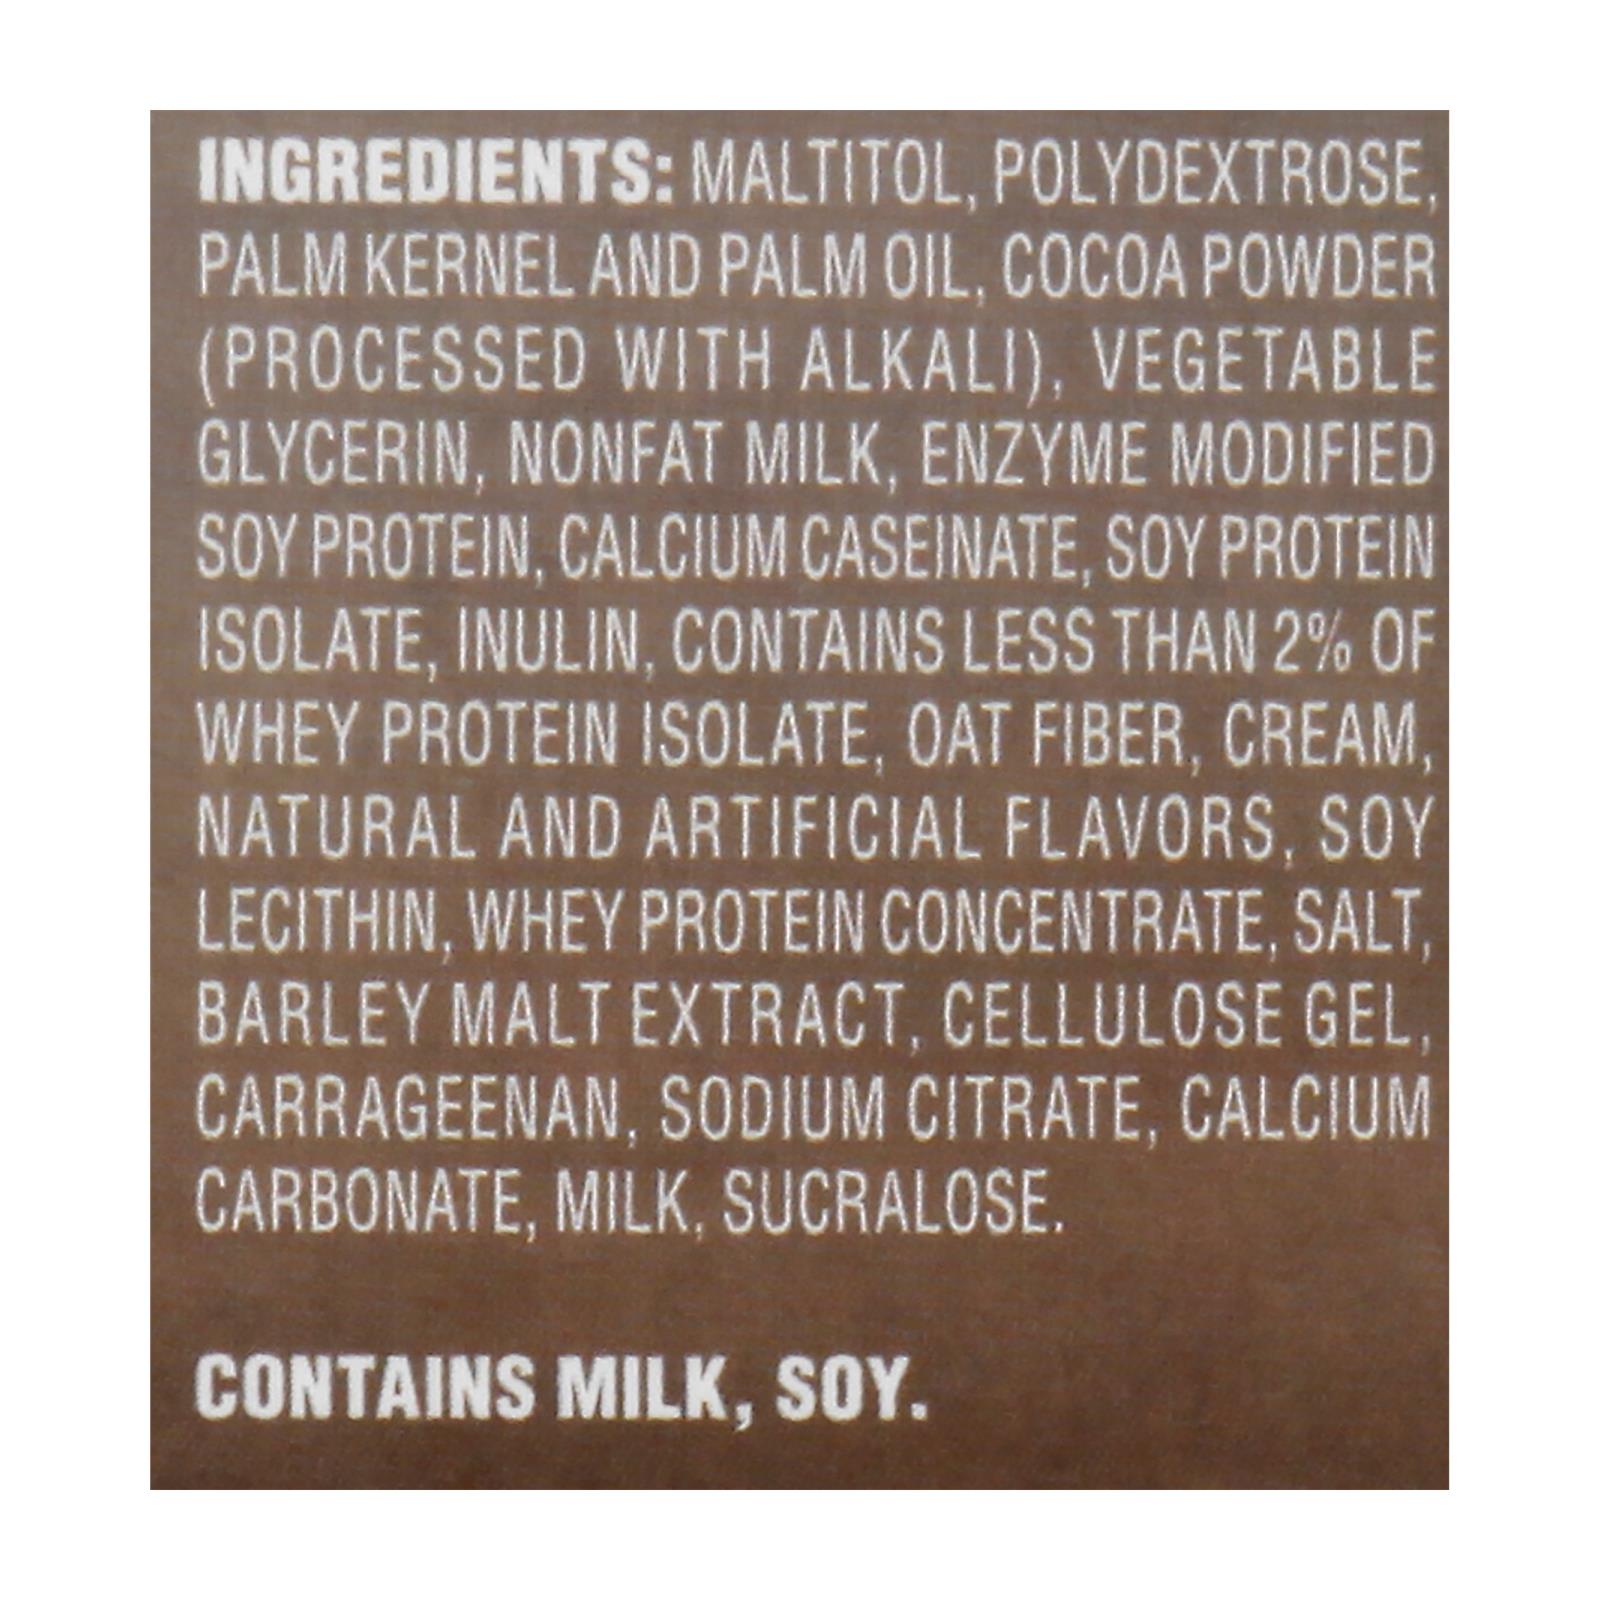 INGREDIENTS: MALTITOL, POLYDEXTROSE,
PALM KERNEL AND PALM OIL, COCOA POWDER
(PROCESSED WITH ALKALI), VEGETABLE
GLYCERIN, NONFAT MILK, ENZYME MODIFIED
SOY PROTEIN, CALCIUM CASEINATE, SOY PROTEIN
ISOLATE, INULIN, CONTAINS LESS THAN 2% OF
WHEY PROTEIN ISOLATE, OAT FIBER, CREAM,
NATURAL AND ARTIFICIAL FLAVORS, SOY
LECITHIN, WHEY PROTEIN CONCENTRATE, SALT,
BARLEY MALT EXTRACT, CELLULOSE GEL,
CARRAGEENAN, SODIUM CITRATE, CALCIUM
CARBONATE, MILK, SUCRALOSE.
CONTAINS MILK, SOY.